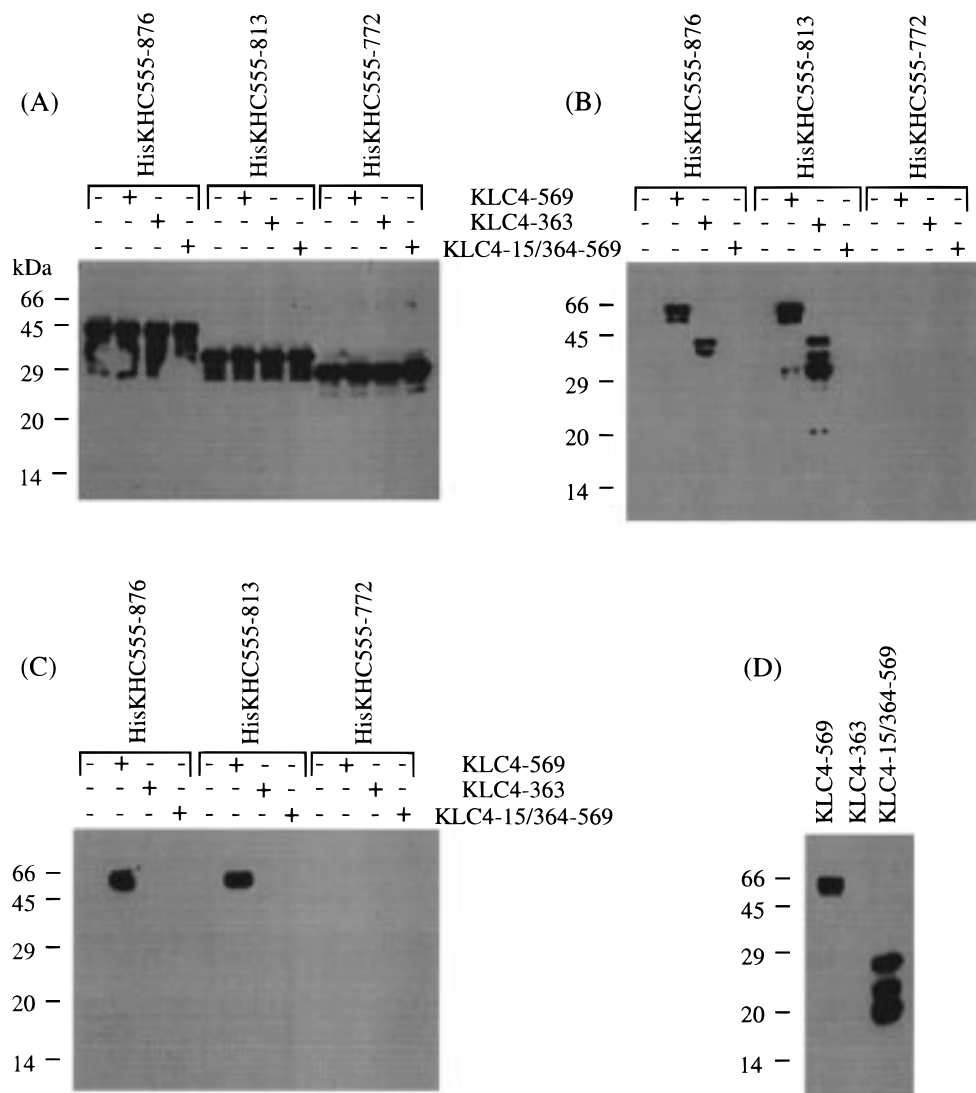 (A)
HisKHC555-876
HisKHC555-813
HisKHC555-772
- + - - - + - - - + - - KLC4-569
- - + - - - + - - - + - KLC4-363
- - - + - - - + - - - + KLC4-15/364-569
kDa
66
45
29
20
14
(B)
HisKHC555-876
HisKHC555-813
HisKHC555-772
- + - - - + - - - + - -
- - + - - - + - - - + -
- - - + - - - + - - - +
66
45
29
20
14
(C)
HisKHC555-876
HisKHC555-813
HisKHC555-772
- + - - - + - - - + - - KLC4-569
- - + - - - + - - - + - KLC4-363
- - - + - - - + - - - + KLC4-15/364-569
66
45
29
20
14
(D)
KLC4-569
KLC4-363
KLC4-15/364-569
66
45
29
20
14